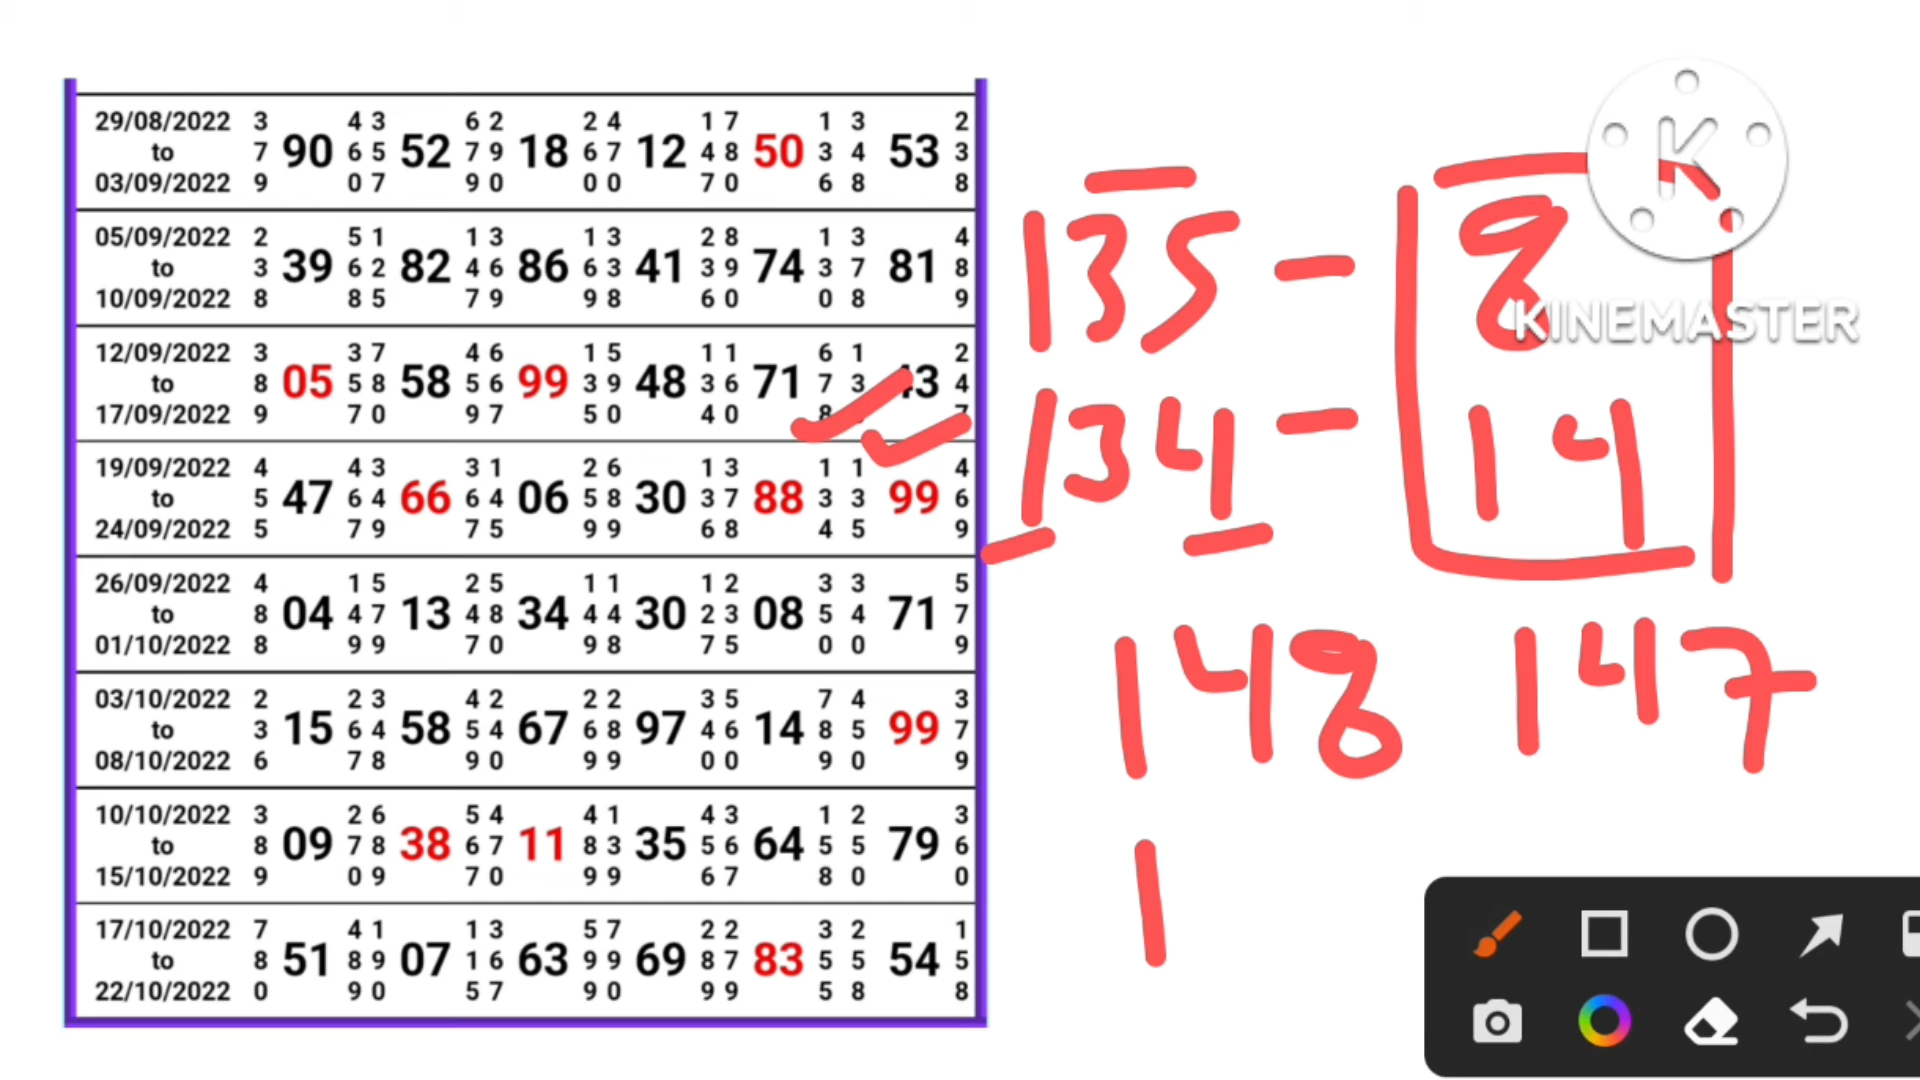 4 3 6 2 2 4 1 7 1 3 2
29/08/2022 3
to 7 90 6 5 52 7 9 18 6 7 12 4 8 50 3 4 53 3
03/09/2022 9 0 7 9 0 0 0 7 0 6 8 8
05/09/2022 2 5 1 1 3 1 3 2 8 1 3 4
to 3 39 6 2 82 4 6 86 6 3 41 3 9 74 3 7 81 8
10/09/2022 8 8 5 7 9 9 8 6 0 0 8 9
12/09/2022 3 3 7 4 6 1 5 1 1 6 1 2
to 8 05 5 8 58 5 6 99 3 9 48 3 6 71 7 3 43 4
17/09/2022 9 7 0 9 7 5 0 4 0 8 7
19/09/2022 4 4 3 3 1 2 6 1 3 1 1 4
to 5 47 6 4 66 6 4 06 5 8 30 3 7 88 3 3 99 6
24/09/2022 5 7 9 7 5 9 9 6 8 4 5 9
26/09/2022 4 1 5 2 5 1 1 1 2 3 3 5
to 8 04 4 7 13 4 8 34 4 4 30 2 3 08 5 4 71 7
01/10/2022 8 9 9 7 0 9 8 7 5 0 0 9
03/10/2022 2 2 3 4 2 2 2 3 5 7 4 3
to 3 15 6 4 58 5 4 67 6 8 97 4 6 14 8 5 99 7
08/10/2022 6 7 8 9 0 9 9 0 0 9 0 9
10/10/2022 3 2 6 5 4 4 1 4 3 1 2 3
to 8 09 7 8 38 6 7 11 8 3 35 5 6 64 5 5 79 6
15/10/2022 9 0 9 7 0 9 9 6 7 8 0 0
17/10/2022 7 4 1 1 3 5 7 2 2 3 2 1
to 8 51 8 9 07 1 6 63 9 9 69 8 7 83 5 5 54 5
22/10/2022 0 9 0 5 7 9 0 9 9 5 8 8
135 - 8
134 - 14
148 147
1
K
KINEMASTER